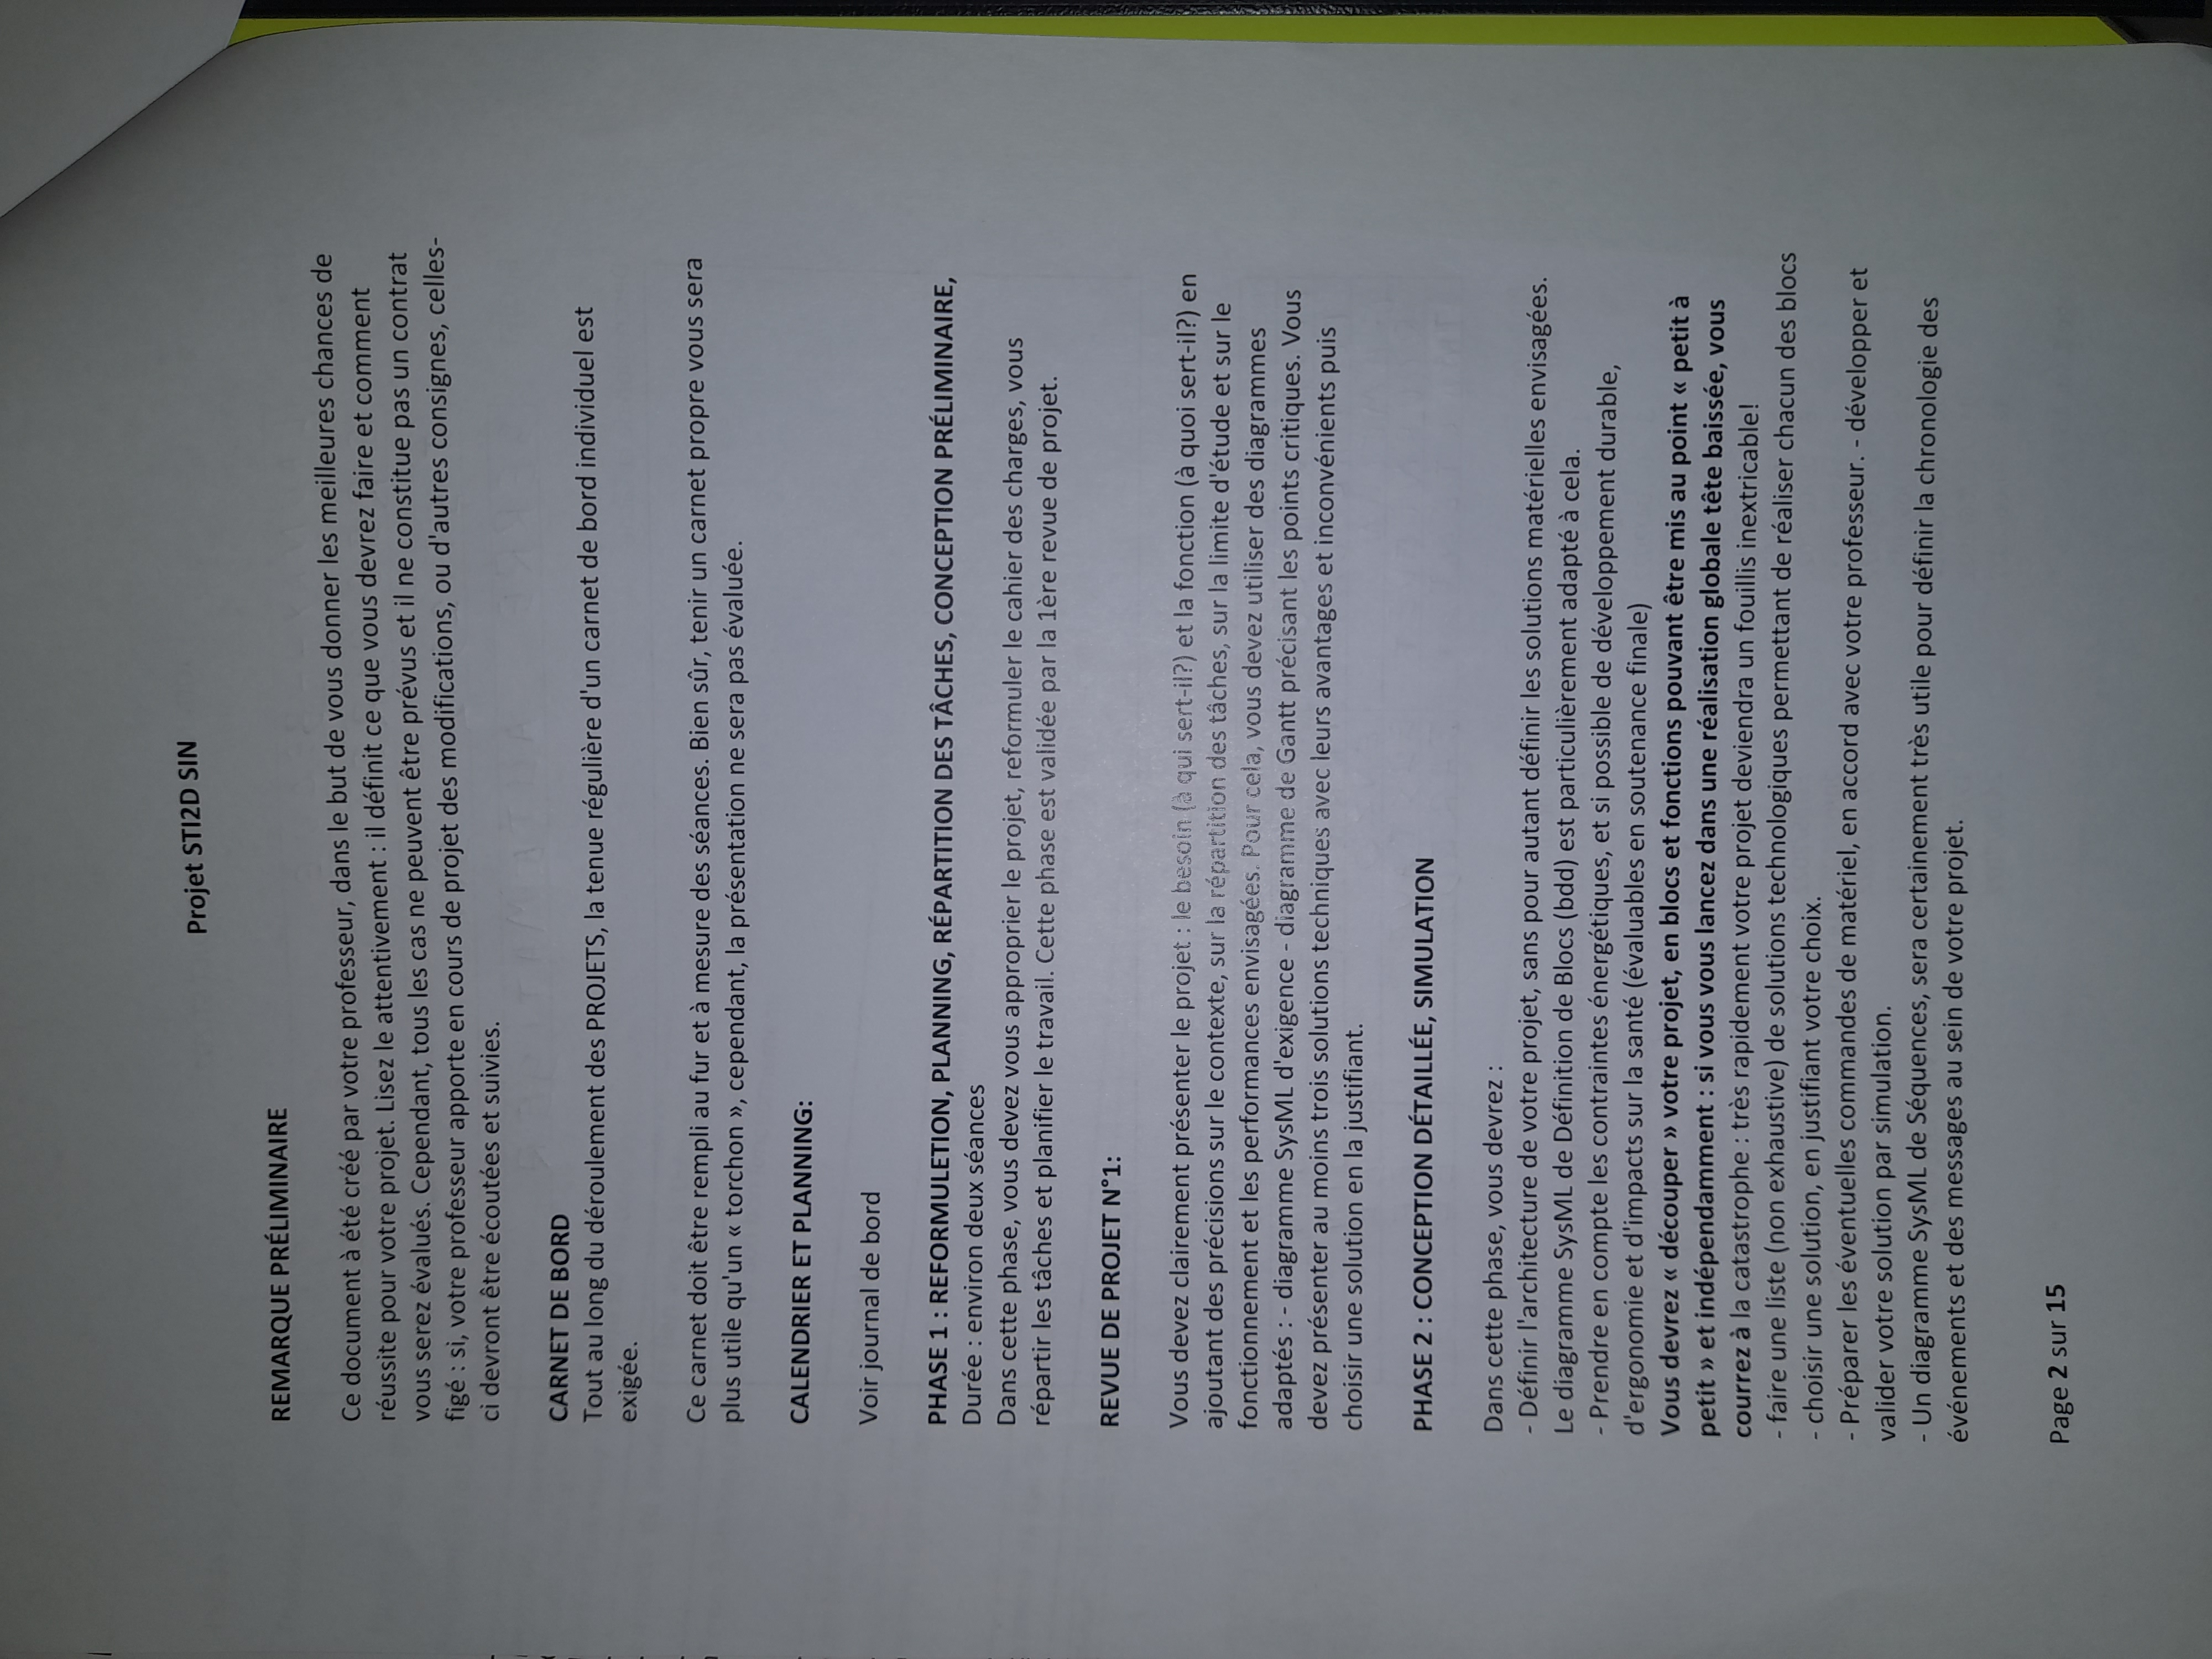 Projet STI2D SIN
REMARQUE PRÉLIMINAIRE
Ce document à été créé par votre professeur, dans le but de vous donner les meilleures chances de
réussite pour votre projet. Lisez le attentivement : il définit ce que vous devrez faire et comment
vous serez évalués. Cependant, tous les cas ne peuvent être prévus et il ne constitue pas un contrat
figé : si, votre professeur apporte en cours de projet des modifications, ou d'autres consignes, celles-
ci devront être écoutées et suivies.
CARNET DE BORD
Tout au long du déroulement des PROJETS, la tenue régulière d'un carnet de bord individuel est
exigée.
Ce carnet doit être rempli au fur et à mesure des séances. Bien sûr, tenir un carnet propre vous sera
plus utile qu'un « torchon », cependant, la présentation ne sera pas évaluée.
CALENDRIER ET PLANNING:
Voir journal de bord
PHASE 1 : REFORMULETION, PLANNING, RÉPARTITION DES TÂCHES, CONCEPTION PRÉLIMINAIRE,
Durée : environ deux séances
Dans cette phase, vous devez vous approprier le projet, reformuler le cahier des charges, vous
répartir les tâches et planifier le travail. Cette phase est validée par la 1ère revue de projet.
REVUE DE PROJET N°1:
Vous devez clairement présenter le projet : le besoin (à qui sert-il?) et la fonction (à quoi sert-il?) en
ajoutant des précisions sur le contexte, sur la répartition des tâches, sur la limite d'étude et sur le
fonctionnement et les performances envisagées. Pour cela, vous devez utiliser des diagrammes
adaptés : - diagramme SysML d'exigence - diagramme de Gantt précisant les points critiques. Vous
devez présenter au moins trois solutions techniques avec leurs avantages et inconvénients puis
choisir une solution en la justifiant.
PHASE 2 : CONCEPTION DÉTAILLÉE, SIMULATION
Dans cette phase, vous devrez :
- Définir l'architecture de votre projet, sans pour autant définir les solutions matérielles envisagées.
Le diagramme SysML de Définition de Blocs (bdd) est particulièrement adapté à cela.
- Prendre en compte les contraintes énergétiques, et si possible de développement durable,
d'ergonomie et d'impacts sur la santé (évaluables en soutenance finale)
Vous devrez « découper » votre projet, en blocs et fonctions pouvant être mis au point « petit à
petit » et indépendamment : si vous vous lancez dans une réalisation globale tête baissée, vous
courrez à la catastrophe : très rapidement votre projet deviendra un fouillis inextricable!
- faire une liste (non exhaustive) de solutions technologiques permettant de réaliser chacun des blocs
- choisir une solution, en justifiant votre choix.
- Préparer les éventuelles commandes de matériel, en accord avec votre professeur. - développer et
valider votre solution par simulation.
- Un diagramme SysML de Séquences, sera certainement très utile pour définir la chronologie des
événements et des messages au sein de votre projet.
Page 2 sur 15